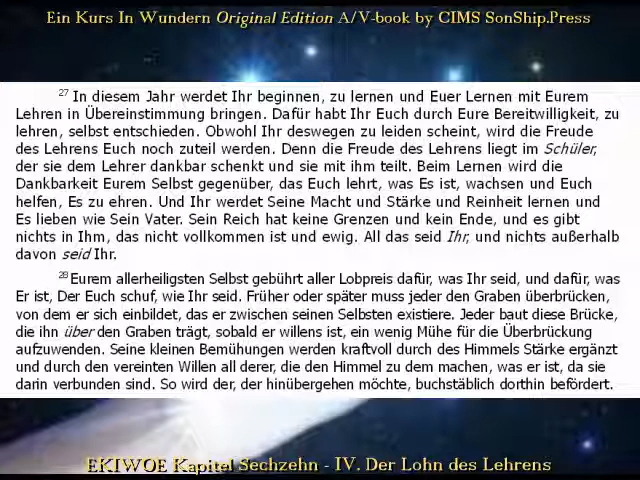 Ein Kurs In Wundern Original Edition A/V-book by CIMS SonShip.Press
27 In diesem Jahr werdet Ihr beginnen, zu lernen und Euer Lernen mit Eurem
Lehren in Übereinstimmung bringen. Dafür habt Ihr Euch durch Eure Bereitwilligkeit, zu
lehren, selbst entschieden. Obwohl Ihr deswegen zu leiden scheint, wird die Freude
des Lehrens Euch noch zuteil werden. Denn die Freude des Lehrens liegt im Schüler,
der sie dem Lehrer dankbar schenkt und sie mit ihm teilt. Beim Lernen wird die
Dankbarkeit Eurem Selbst gegenüber, das Euch lehrt, was Es ist, wachsen und Euch
helfen, Es zu ehren. Und Ihr werdet Seine Macht und Stärke und Reinheit lernen und
Es lieben wie Sein Vater. Sein Reich hat keine Grenzen und kein Ende, und es gibt
nichts in Ihm, das nicht vollkommen ist und ewig. All das seid Ihr, und nichts außerhalb
davon seid Ihr.
28 Eurem allerheiligsten Selbst gebührt aller Lobpreis dafür, was Ihr seid, und dafür, was
Er ist, Der Euch schuf, wie Ihr seid. Früher oder später muss jeder den Graben überbrücken,
von dem er sich einbildet, das er zwischen seinen Selbsten existiere. Jeder baut diese Brücke,
die ihn über den Graben trägt, sobald er willens ist, ein wenig Mühe für die Überbrückung
aufzuwenden. Seine kleinen Bemühungen werden kraftvoll durch des Himmels Stärke ergänzt
und durch den vereinten Willen all derer, die den Himmel zu dem machen, was er ist, da sie
darin verbunden sind. So wird der, der hinübergehen möchte, buchstäblich dorthin befördert.
EKIWOE Kapitel Sechzehn - IV. Der Lohn des Lehrens